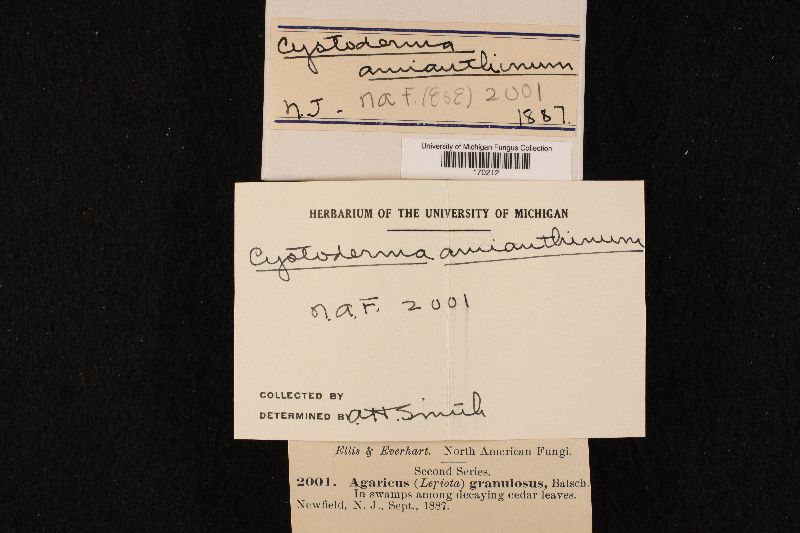 Cystoderma
amianthinum
N.J. - N a F. (E&E) 2001
1887.
University of Michigan Fungus Collection
170212
HERBARIUM OF THE UNIVERSITY OF MICHIGAN
Cystoderma amianthinum
N.A.F. 2001
COLLECTED BY
DETERMINED BY A.H. Smith
Ellis & Everhart. North American Fungi.
Second Series.
2001. Agaricus (Lepiota) granulosus, Batsch.
In swamps among decaying cedar leaves.
Newfield, N. J., Sept., 1887.